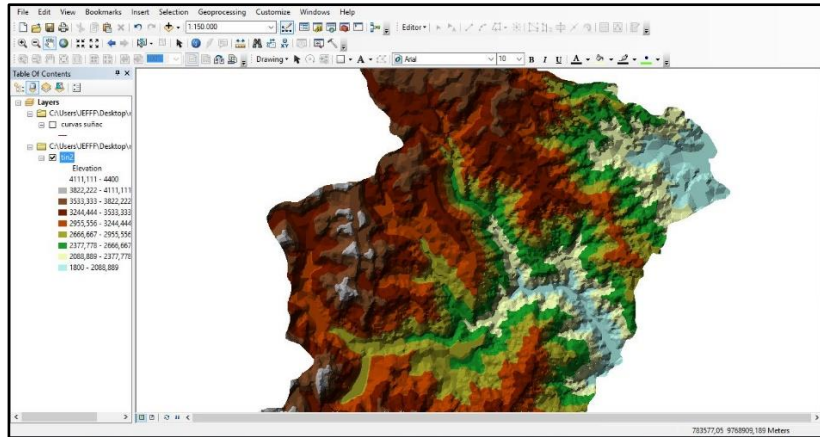 File Edit View Bookmarks Insert Selection Geoprocessing Customize Windows Help
1:150.000
Editor
Drawing Arial 10 B I U A
Table Of Contents
Layers
C:\Users\JEFFF\Desktop\
curvas suñac
C:\Users\JEFFF\Desktop\
tin2
Elevation
4111,111 - 4400
3822,222 - 4111,111
3533,333 - 3822,222
3244,444 - 3533,333
2955,556 - 3244,444
2666,667 - 2955,556
2377,778 - 2666,667
2088,889 - 2377,778
1800 - 2088,889
783577,05 9768909,189 Meters